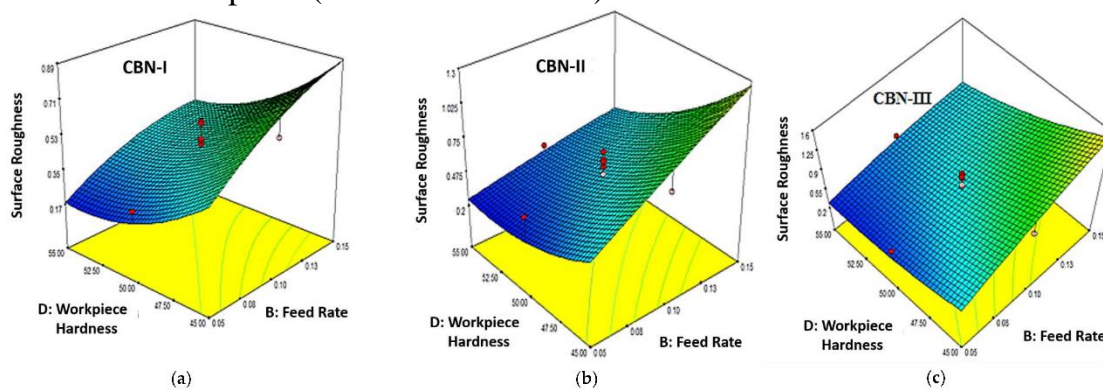 CBN-I
Surface Roughness
0.89
0.71
0.53
0.35
0.17
55.00
52.50
50.00
47.50
45.00
0.05
0.08
0.10
0.13
0.15
D: Workpiece
Hardness
B: Feed Rate
(a)
CBN-II
Surface Roughness
1.3
1.025
0.75
0.475
0.2
55.00
52.50
50.00
47.50
45.00
0.05
0.08
0.10
0.13
0.15
D: Workpiece
Hardness
B: Feed Rate
(b)
CBN-III
Surface Roughness
1.6
1.25
0.9
0.55
0.2
55.00
52.50
50.00
47.50
45.00
0.05
0.05
0.10
0.13
0.15
D: Workpiece
Hardness
B: Feed Rate
(c)